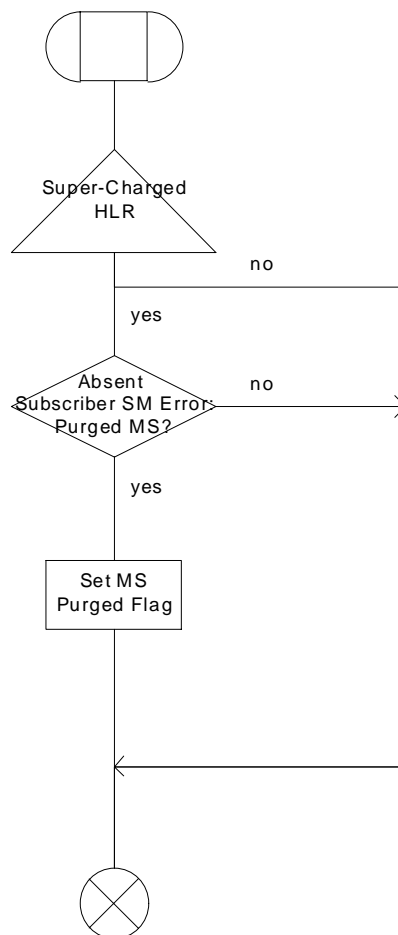 Super-Charged
HLR
no
yes
Absent
Subscriber SM Error:
Purged MS?
no
yes
Set MS
Purged Flag